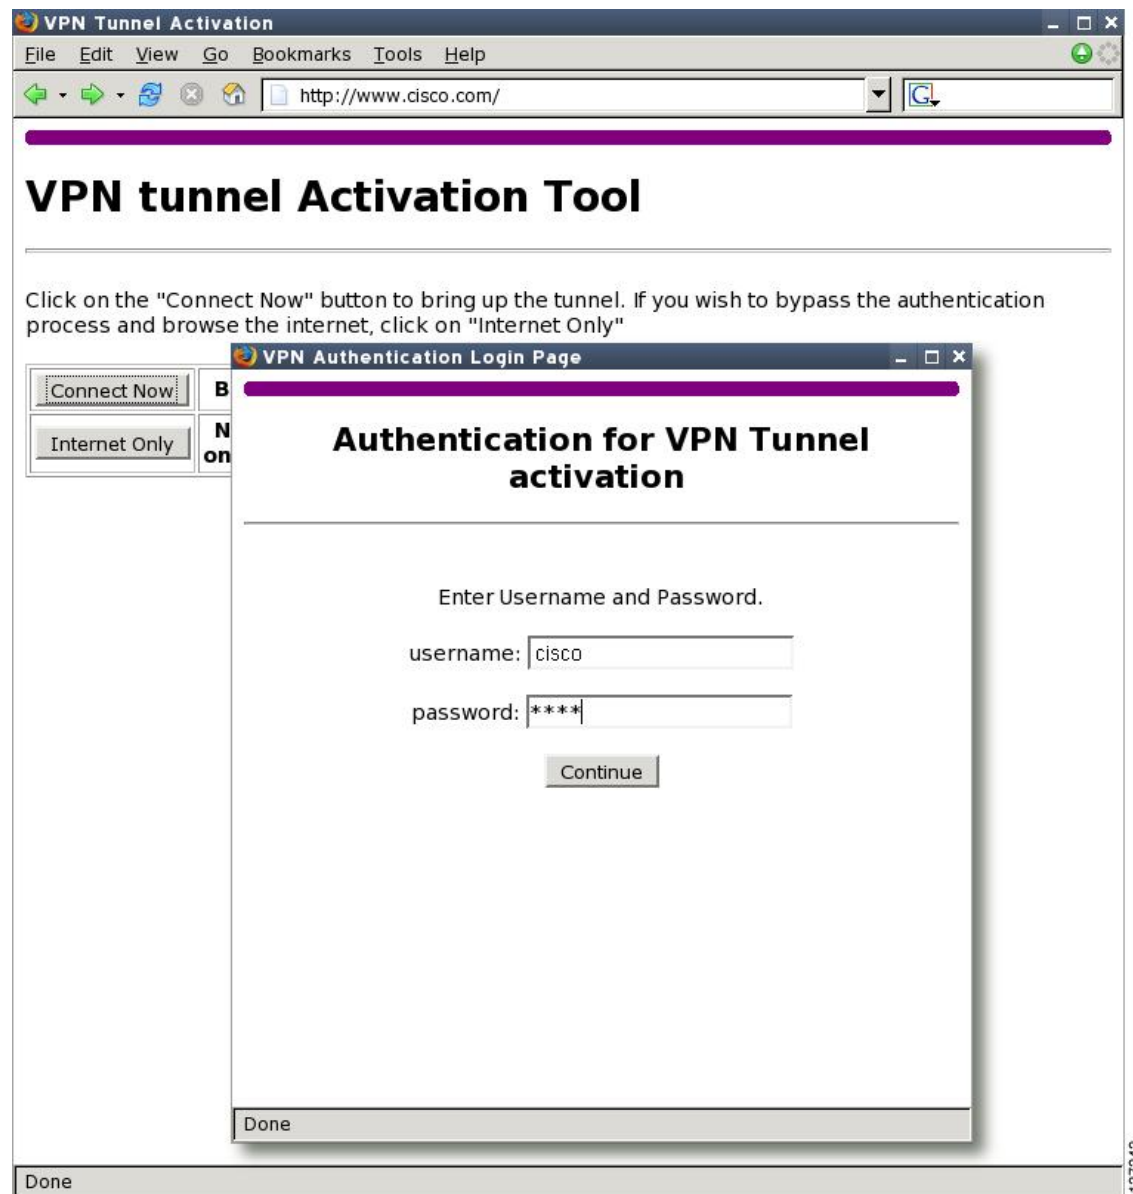 VPN Tunnel Activation
File Edit View Go Bookmarks Tools Help
http://www.cisco.com/
G
VPN tunnel Activation Tool
Click on the "Connect Now" button to bring up the tunnel. If you wish to bypass the authentication
process and browse the internet, click on "Internet Only"
Connect Now
Internet Only
on
VPN Authentication Login Page
Authentication for VPN Tunnel
activation
Enter Username and Password.
username: cisco
password: ****
Continue
Done
Done